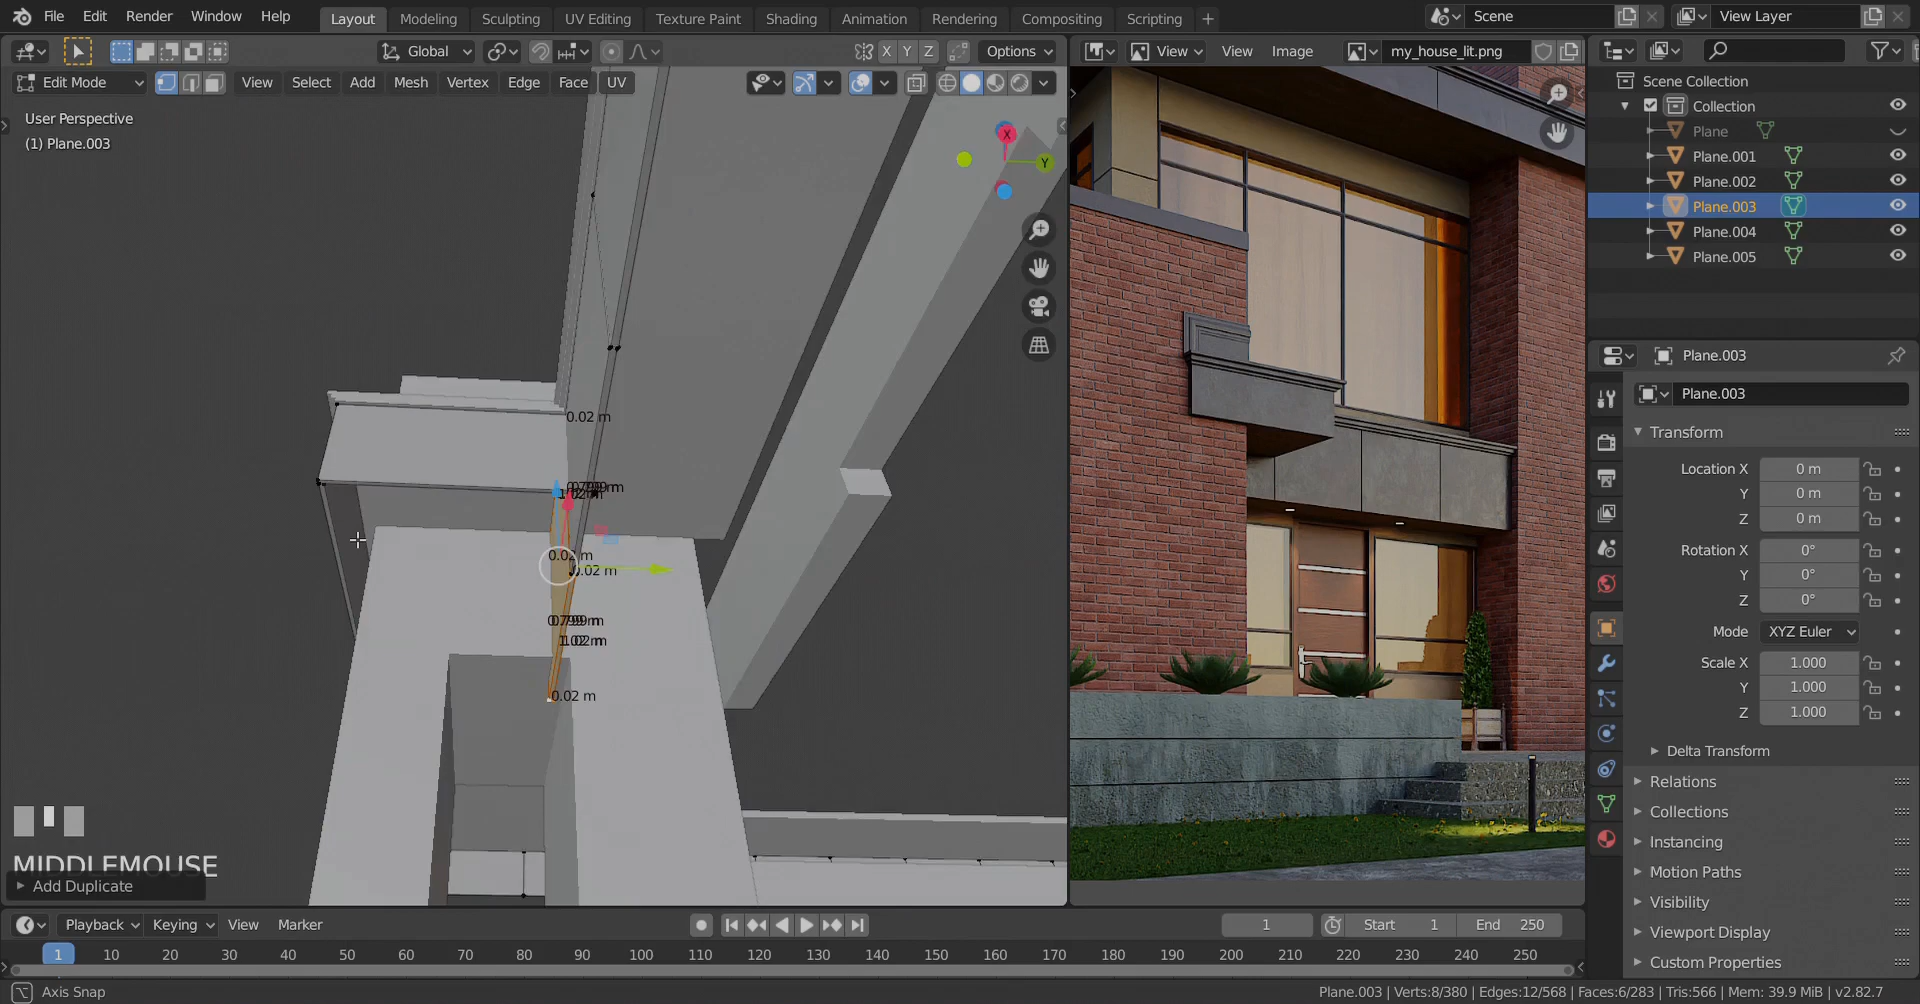 File Edit Render Window Help Layout Modeling Sculpting UV Editing Texture Paint Shading Animation Rendering Compositing Scripting + Scene View Layer
Global X Y Z Options View View Image my_house_lit.png
Edit Mode View Select Add Mesh Vertex Edge Face UV
Scene Collection
Collection
Plane
Plane.001
Plane.002
Plane.003
Plane.004
Plane.005
User Perspective
(1) Plane.003
X
Y
0.02 m
0.02 m
0.02 m
1.02 m
0.02 m
MIDDLEMOUSE
Add Duplicate
Plane.003
Plane.003
Transform
Location X 0 m
Y 0 m
Z 0 m
Rotation X 0°
Y 0°
Z 0°
Mode XYZ Euler
Scale X 1.000
Y 1.000
Z 1.000
Delta Transform
Relations
Collections
Instancing
Motion Paths
Visibility
Viewport Display
Custom Properties
Playback Keying View Marker 1 Start 1 End 250
1 10 20 30 40 50 60 70 80 90 100 110 120 130 140 150 160 170 180 190 200 210 220 230 240 250
Axis Snap
Plane.003 | Verts:8/380 | Edges:12/568 | Faces:6/283 | Tris:566 | Mem: 39.9 MiB | v2.82.7